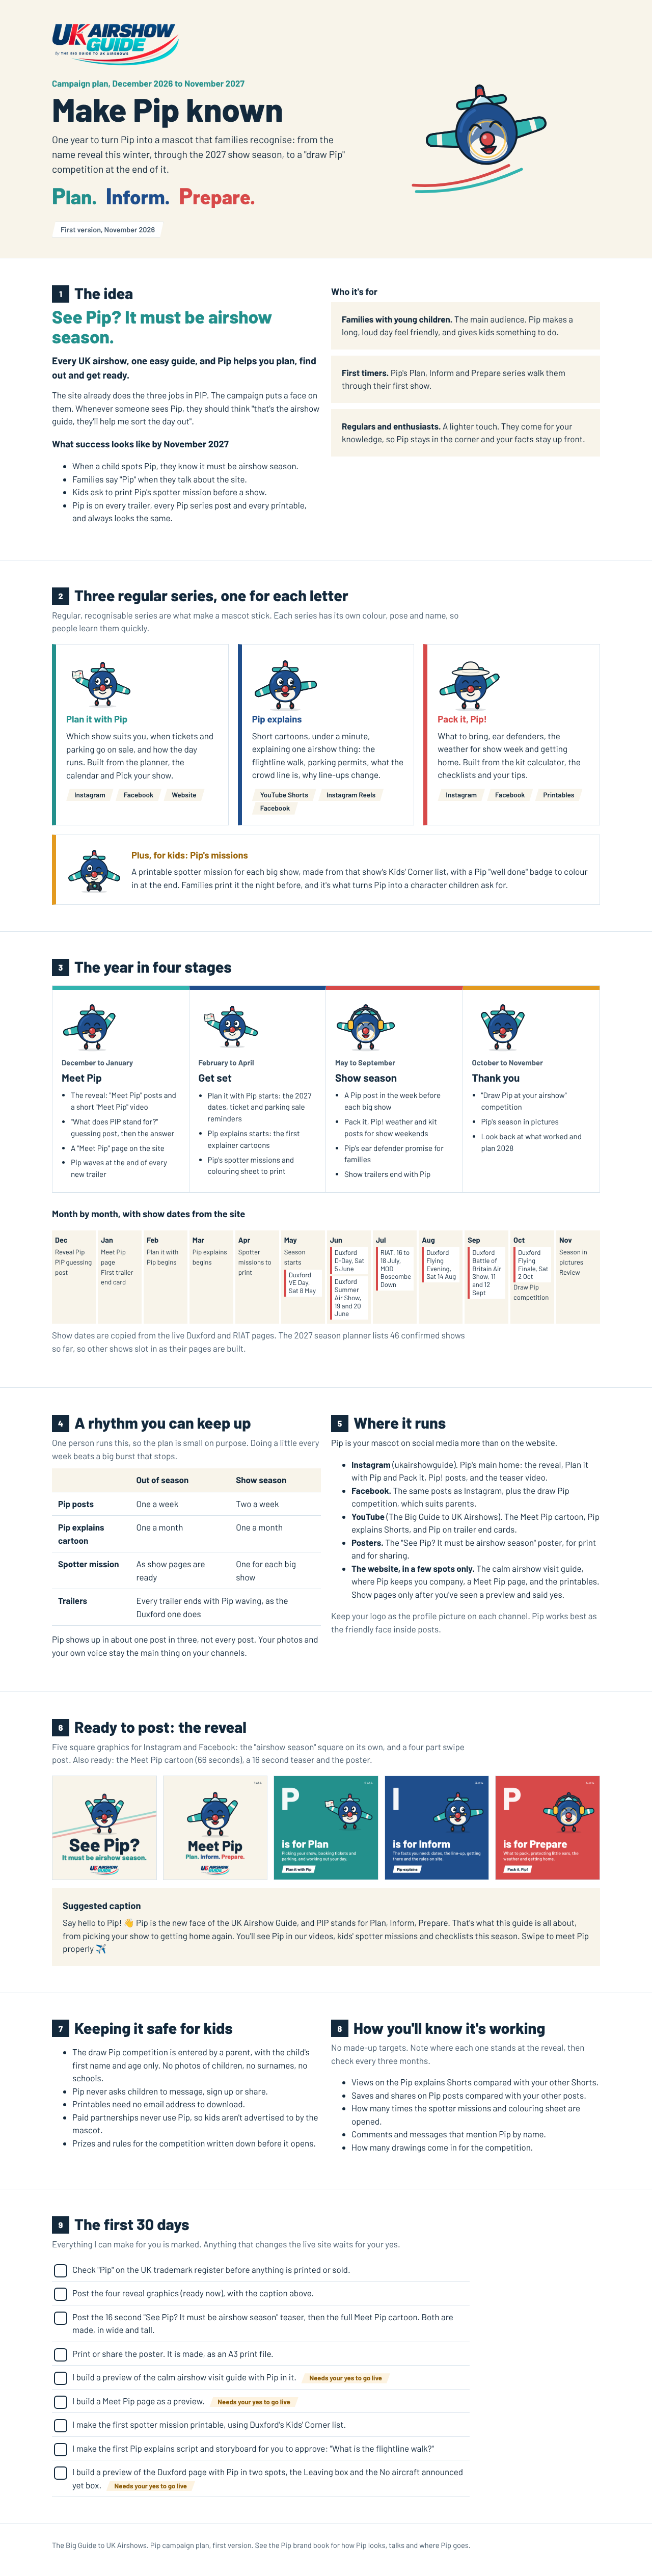 UK AIRSHOW
GUIDE
by THE BIG GUIDE TO UK AIRSHOWS
Campaign plan, December 2026 to November 2027
Make Pip known
One year to turn Pip into a mascot that families recognise: from the
name reveal this winter, through the 2027 show season, to a "draw Pip"
competition at the end of it.
Plan. Inform. Prepare.
First version, November 2026
1 The idea
See Pip? It must be airshow
season.
Every UK airshow, one easy guide, and Pip helps you plan, find
out and get ready.
The site already does the three jobs in PIP. The campaign puts a face on
them. Whenever someone sees Pip, they should think "that's the airshow
guide, they'll help me sort the day out".
What success looks like by November 2027
When a child spots Pip, they know it must be airshow season.
Families say "Pip" when they talk about the site.
Kids ask to print Pip's spotter mission before a show.
Pip is on every trailer, every Pip series post and every printable,
and always looks the same.
Who it's for
Families with young children. The main audience. Pip makes a
long, loud day feel friendly, and gives kids something to do.
First timers. Pip's Plan, Inform and Prepare series walk them
through their first show.
Regulars and enthusiasts. A lighter touch. They come for your
knowledge, so Pip stays in the corner and your facts stay up front.
2 Three regular series, one for each letter
Regular, recognisable series are what make a mascot stick. Each series has its own colour, pose and name, so
people learn them quickly.
Plan it with Pip
Which show suits you, when tickets and
parking go on sale, and how the day
runs. Built from the planner, the
calendar and Pick your show.
Instagram Facebook Website
Pip explains
Short cartoons, under a minute,
explaining one airshow thing: the
flightline walk, parking permits, what the
crowd line is, why line-ups change.
YouTube Shorts Instagram Reels
Facebook
Pack it, Pip!
What to bring, ear defenders, the
weather for show week and getting
home. Built from the kit calculator, the
checklists and your tips.
Instagram Facebook Printables
Plus, for kids: Pip's missions
A printable spotter mission for each big show, made from that show's Kids' Corner list, with a Pip "well done" badge to colour
in at the end. Families print it the night before, and it's what turns Pip into a character children ask for.
3 The year in four stages
December to January
Meet Pip
The reveal: "Meet Pip" posts and
a short "Meet Pip" video
"What does PIP stand for?"
guessing post, then the answer
A "Meet Pip" page on the site
Pip waves at the end of every
new trailer
February to April
Get set
Plan it with Pip starts: the 2027
dates, ticket and parking sale
reminders
Pip explains starts: the first
explainer cartoons
Pip's spotter missions and
colouring sheet to print
May to September
Show season
A Pip post in the week before
each big show
Pack it, Pip! weather and kit
posts for show weekends
Pip's ear defender promise for
families
Show trailers end with Pip
October to November
Thank you
"Draw Pip at your airshow"
competition
Pip's season in pictures
Look back at what worked and
plan 2028
Month by month, with show dates from the site
Dec
Reveal Pip
PIP guessing
post
Jan
Meet Pip
page
First trailer
end card
Feb
Plan it with
Pip begins
Mar
Pip explains
begins
Apr
Spotter
missions to
print
May
Season
starts
Duxford
VE Day,
Sat 8 May
Jun
Duxford
D-Day, Sat
5 June
Duxford
Summer
Air Show,
19 and 20
June
Jul
RIAT, 16 to
18 July,
MOD
Boscombe
Down
Aug
Duxford
Flying
Evening,
Sat 14 Aug
Sep
Duxford
Battle of
Britain Air
Show, 11
and 12
Sept
Oct
Duxford
Flying
Finale, Sat
2 Oct
Draw Pip
competition
Nov
Season in
pictures
Review
Show dates are copied from the live Duxford and RIAT pages. The 2027 season planner lists 46 confirmed shows
so far, so other shows slot in as their pages are built.
4 A rhythm you can keep up
One person runs this, so the plan is small on purpose. Doing a little every
week beats a big burst that stops.
Out of season Show season
Pip posts One a week Two a week
Pip explains
cartoon One a month One a month
Spotter mission As show pages are
ready One for each big
show
Trailers Every trailer ends with Pip waving, as the
Duxford one does
Pip shows up in about one post in three, not every post. Your photos and
your own voice stay the main thing on your channels.
5 Where it runs
Pip is your mascot on social media more than on the website.
Instagram (ukairshowguide). Pip's main home: the reveal, Plan it
with Pip and Pack it, Pip! posts, and the teaser video.
Facebook. The same posts as Instagram, plus the draw Pip
competition, which suits parents.
YouTube (The Big Guide to UK Airshows). The Meet Pip cartoon, Pip
explains Shorts, and Pip on trailer end cards.
Posters. The "See Pip? It must be airshow season" poster, for print
and for sharing.
The website, in a few spots only. The calm airshow visit guide,
where Pip keeps you company, a Meet Pip page, and the printables.
Show pages only after you've seen a preview and said yes.
Keep your logo as the profile picture on each channel. Pip works best as
the friendly face inside posts.
6 Ready to post: the reveal
Five square graphics for Instagram and Facebook: the "airshow season" square on its own, and a four part swipe
post. Also ready: the Meet Pip cartoon (66 seconds), a 16 second teaser and the poster.
See Pip?
It must be airshow season.
UK AIRSHOW
GUIDE
1 of 4
Meet Pip
Plan. Inform. Prepare.
UK AIRSHOW
GUIDE
2 of 4
P
is for Plan
Picking your show, booking tickets and
parking, and working out your day.
Plan it with Pip
3 of 4
I
is for Inform
The facts you need: dates, the line-up, getting
there and the rules on site.
Pip explains
4 of 4
P
is for Prepare
What to pack, protecting little ears, the
weather and getting home.
Pack it, Pip!
Suggested caption
Say hello to Pip! 👋 Pip is the new face of the UK Airshow Guide, and PIP stands for Plan, Inform, Prepare. That's what this guide is all about,
from picking your show to getting home again. You'll see Pip in our videos, kids' spotter missions and checklists this season. Swipe to meet Pip
properly ✈️
7 Keeping it safe for kids
The draw Pip competition is entered by a parent, with the child's
first name and age only. No photos of children, no surnames, no
schools.
Pip never asks children to message, sign up or share.
Printables need no email address to download.
Paid partnerships never use Pip, so kids aren't advertised to by the
mascot.
Prizes and rules for the competition written down before it opens.
8 How you'll know it's working
No made-up targets. Note where each one stands at the reveal, then
check every three months.
Views on the Pip explains Shorts compared with your other Shorts.
Saves and shares on Pip posts compared with your other posts.
How many times the spotter missions and colouring sheet are
opened.
Comments and messages that mention Pip by name.
How many drawings come in for the competition.
9 The first 30 days
Everything I can make for you is marked. Anything that changes the live site waits for your yes.
Check "Pip" on the UK trademark register before anything is printed or sold.
Post the four reveal graphics (ready now), with the caption above.
Post the 16 second "See Pip? It must be airshow season" teaser, then the full Meet Pip cartoon. Both are
made, in wide and tall.
Print or share the poster. It is made, as an A3 print file.
I build a preview of the calm airshow visit guide with Pip in it. Needs your yes to go live
I build a Meet Pip page as a preview. Needs your yes to go live
I make the first spotter mission printable, using Duxford's Kids' Corner list.
I make the first Pip explains script and storyboard for you to approve: "What is the flightline walk?"
I build a preview of the Duxford page with Pip in two spots, the Leaving box and the No aircraft announced
yet box. Needs your yes to go live
The Big Guide to UK Airshows. Pip campaign plan, first version. See the Pip brand book for how Pip looks, talks and where Pip goes.